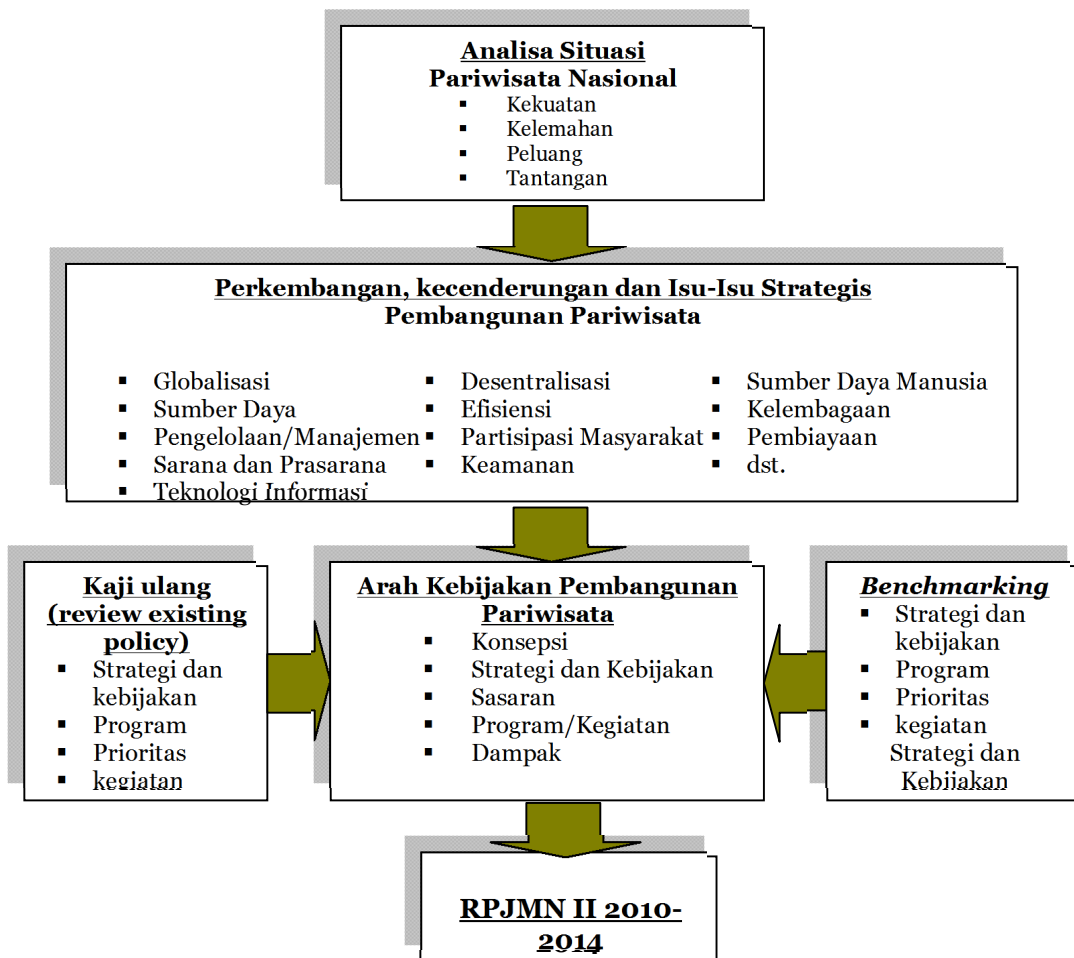 Analisa Situasi
Pariwisata Nasional
▪ Kekuatan
▪ Kelemahan
▪ Peluang
▪ Tantangan
Perkembangan, kecenderungan dan Isu-Isu Strategis
Pembangunan Pariwisata
▪ Globalisasi
▪ Sumber Daya
▪ Pengelolaan/Manajemen
▪ Sarana dan Prasarana
▪ Teknologi Informasi
▪ Desentralisasi
▪ Efisiensi
▪ Partisipasi Masyarakat
▪ Keamanan
▪ Sumber Daya Manusia
▪ Kelembagaan
▪ Pembiayaan
▪ dst.
Kaji ulang
(review existing
policy)
▪ Strategi dan
kebijakan
▪ Program
▪ Prioritas
▪ kegiatan
Arah Kebijakan Pembangunan
Pariwisata
▪ Konsepsi
▪ Strategi dan Kebijakan
▪ Sasaran
▪ Program/Kegiatan
▪ Dampak
Benchmarking
▪ Strategi dan
kebijakan
▪ Program
▪ Prioritas
▪ kegiatan
Strategi dan
Kebijakan
RPJMN II 2010-
2014